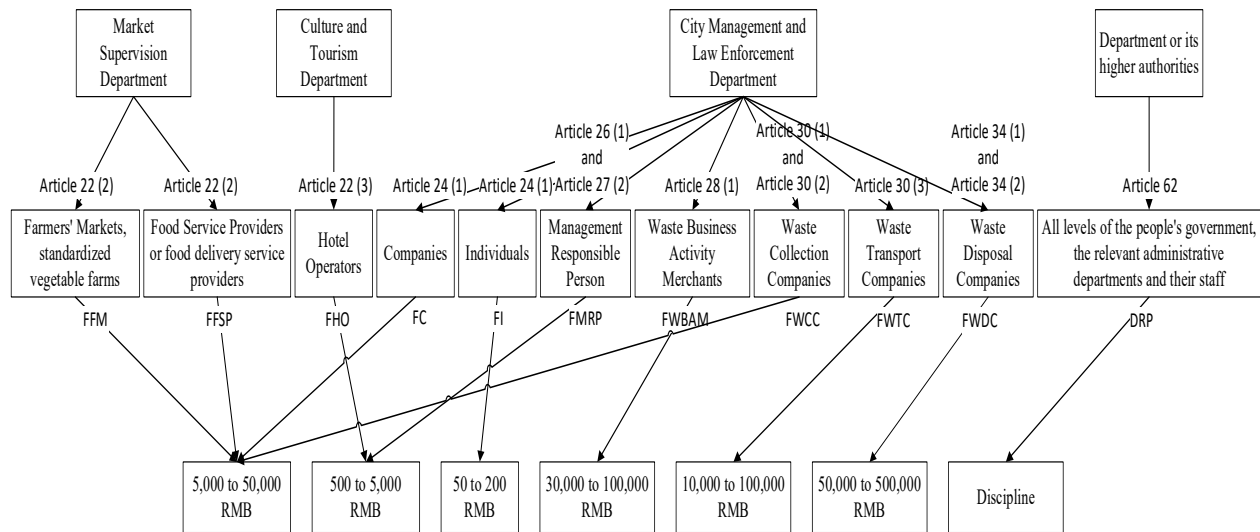 Market
Supervision
Department
Culture and
Tourism
Department
City Management and
Law Enforcement
Department
Department or its
higher authorities
Article 26 (1)
and
Article 27 (2)
Article 30 (1)
and
Article 30 (2)
Article 34 (1)
and
Article 34 (2)
Article 22 (2)
Article 22 (2)
Article 22 (3)
Article 24 (1)
Article 24 (1)
Article 28 (1)
Article 30 (3)
Article 62
Farmers' Markets,
standardized
vegetable farms
Food Service Providers
or food delivery service
providers
Hotel
Operators
Companies
Individuals
Management
Responsible
Person
Waste Business
Activity
Merchants
Waste
Collection
Companies
Waste
Transport
Companies
Waste
Disposal
Companies
All levels of the people's government,
the relevant administrative
departments and their staff
FFM
FFSP
FHO
FC
FI
FMRP
FWBAM
FWCC
FWTC
FWDC
DRP
5,000 to 50,000
RMB
500 to 5,000
RMB
50 to 200
RMB
30,000 to 100,000
RMB
10,000 to 100,000
RMB
50,000 to 500,000
RMB
Discipline